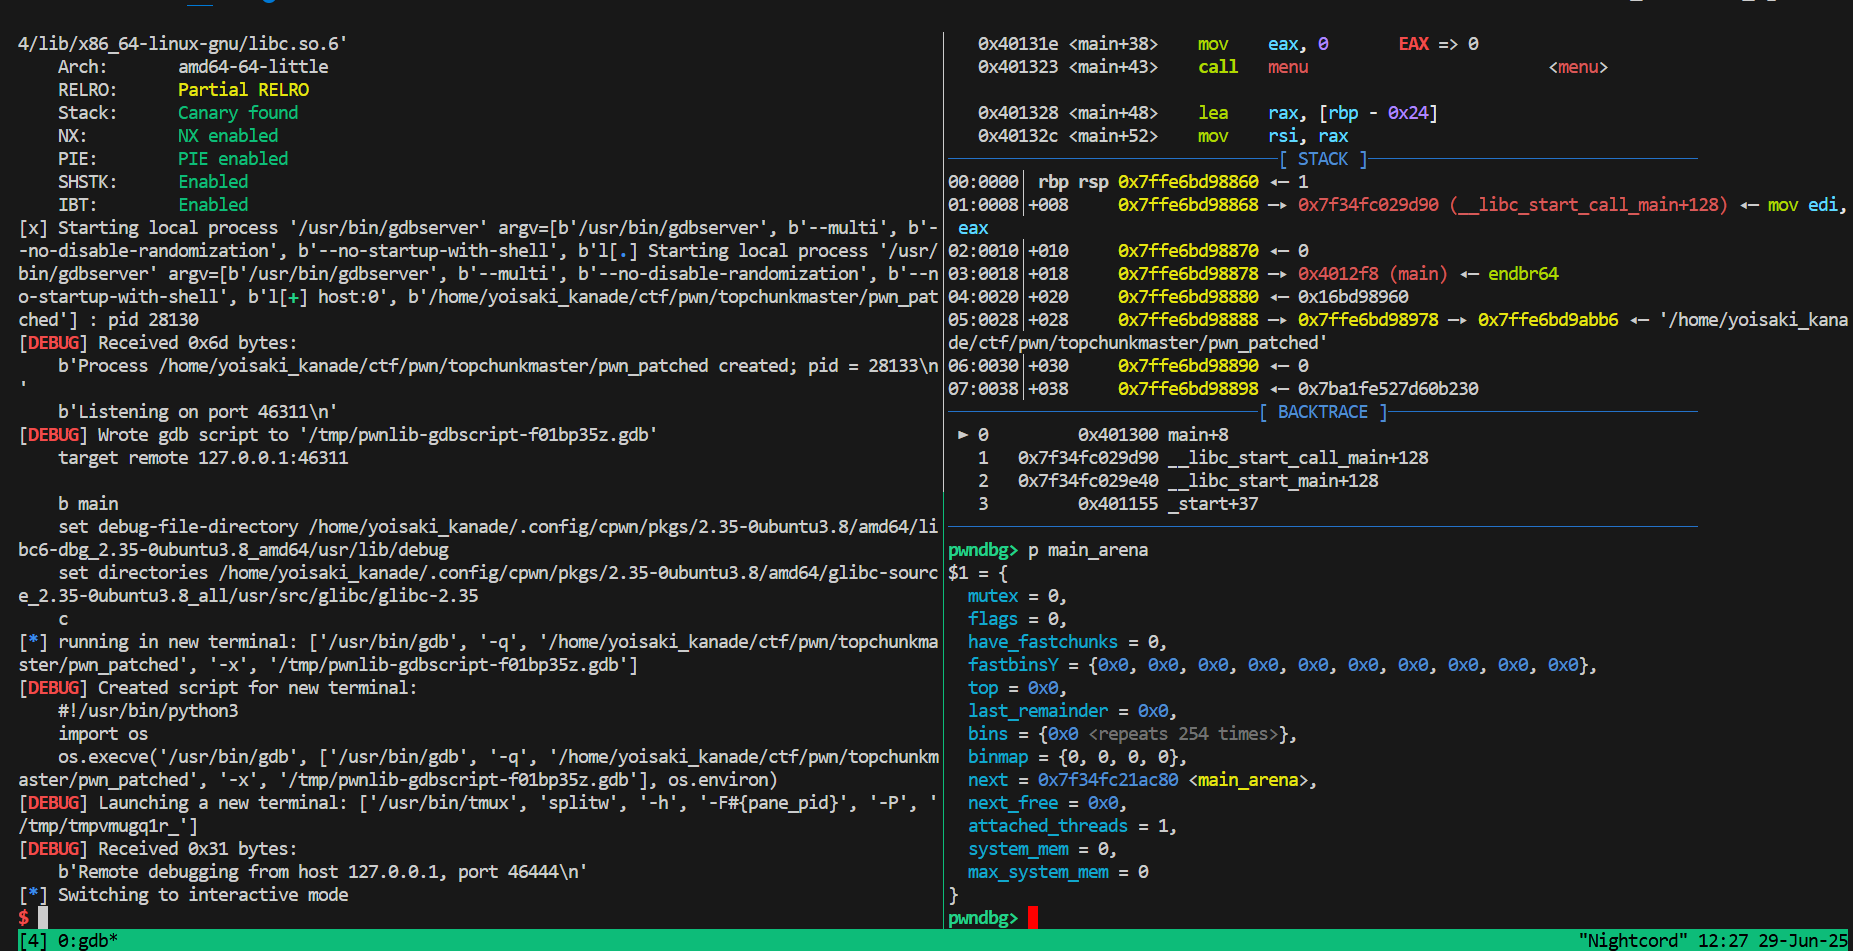 4/lib/x86_64-linux-gnu/libc.so.6'
    Arch:       amd64-64-little
    RELRO:      Partial RELRO
    Stack:      Canary found
    NX:         NX enabled
    PIE:        PIE enabled
    SHSTK:      Enabled
    IBT:        Enabled
[x] Starting local process '/usr/bin/gdbserver' argv=[b'/usr/bin/gdbserver', b'--multi', b'-
-no-disable-randomization', b'--no-startup-with-shell', b'l[.] Starting local process '/usr/
bin/gdbserver' argv=[b'/usr/bin/gdbserver', b'--multi', b'--no-disable-randomization', b'--n
o-startup-with-shell', b'l[+] host:0', b'/home/yoisaki_kanade/ctf/pwn/topchunkmaster/pwn_pat
ched'] : pid 28130
[DEBUG] Received 0x6d bytes:
    b'Process /home/yoisaki_kanade/ctf/pwn/topchunkmaster/pwn_patched created; pid = 28133\n
'
    b'Listening on port 46311\n'
[DEBUG] Wrote gdb script to '/tmp/pwnlib-gdbscript-f01bp35z.gdb'
    target remote 127.0.0.1:46311
    b main
    set debug-file-directory /home/yoisaki_kanade/.config/cpwn/pkgs/2.35-0ubuntu3.8/amd64/li
bc6-dbg_2.35-0ubuntu3.8_amd64/usr/lib/debug
    set directories /home/yoisaki_kanade/.config/cpwn/pkgs/2.35-0ubuntu3.8/amd64/glibc-sourc
e_2.35-0ubuntu3.8_all/usr/src/glibc/glibc-2.35
    c
[*] running in new terminal: ['/usr/bin/gdb', '-q', '/home/yoisaki_kanade/ctf/pwn/topchunkma
ster/pwn_patched', '-x', '/tmp/pwnlib-gdbscript-f01bp35z.gdb']
[DEBUG] Created script for new terminal:
    #!/usr/bin/python3
    import os
    os.execve('/usr/bin/gdb', ['/usr/bin/gdb', '-q', '/home/yoisaki_kanade/ctf/pwn/topchunkm
aster/pwn_patched', '-x', '/tmp/pwnlib-gdbscript-f01bp35z.gdb'], os.environ)
[DEBUG] Launching a new terminal: ['/usr/bin/tmux', 'splitw', '-h', '-F#{pane_pid}', '-P', '
/tmp/tmpvmugq1r_']
[DEBUG] Received 0x31 bytes:
    b'Remote debugging from host 127.0.0.1, port 46444\n'
[*] Switching to interactive mode
$
   0x40131e <main+38>    mov    eax, 0       EAX => 0
   0x401323 <main+43>    call   menu                        <menu>
   0x401328 <main+48>    lea    rax, [rbp - 0x24]
   0x40132c <main+52>    mov    rsi, rax
[ STACK ]
00:0000│ rbp rsp 0x7ffe6bd98860 ◂— 1
01:0008│+008     0x7ffe6bd98868 —▸ 0x7f34fc029d90 (__libc_start_call_main+128) ◂— mov edi,
 eax
02:0010│+010     0x7ffe6bd98870 ◂— 0
03:0018│+018     0x7ffe6bd98878 —▸ 0x4012f8 (main) ◂— endbr64
04:0020│+020     0x7ffe6bd98880 ◂— 0x16bd98960
05:0028│+028     0x7ffe6bd98888 —▸ 0x7ffe6bd98978 —▸ 0x7ffe6bd9abb6 ◂— '/home/yoisaki_kana
de/ctf/pwn/topchunkmaster/pwn_patched'
06:0030│+030     0x7ffe6bd98890 ◂— 0
07:0038│+038     0x7ffe6bd98898 ◂— 0x7ba1fe527d60b230
[ BACKTRACE ]
 ► 0         0x401300 main+8
   1   0x7f34fc029d90 __libc_start_call_main+128
   2   0x7f34fc029e40 __libc_start_main+128
   3         0x401155 _start+37
pwndbg> p main_arena
$1 = {
  mutex = 0,
  flags = 0,
  have_fastchunks = 0,
  fastbinsY = {0x0, 0x0, 0x0, 0x0, 0x0, 0x0, 0x0, 0x0, 0x0, 0x0},
  top = 0x0,
  last_remainder = 0x0,
  bins = {0x0 <repeats 254 times>},
  binmap = {0, 0, 0, 0},
  next = 0x7f34fc21ac80 <main_arena>,
  next_free = 0x0,
  attached_threads = 1,
  system_mem = 0,
  max_system_mem = 0
}
pwndbg>
[4] 0:gdb*
"Nightcord" 12:27 29-Jun-25